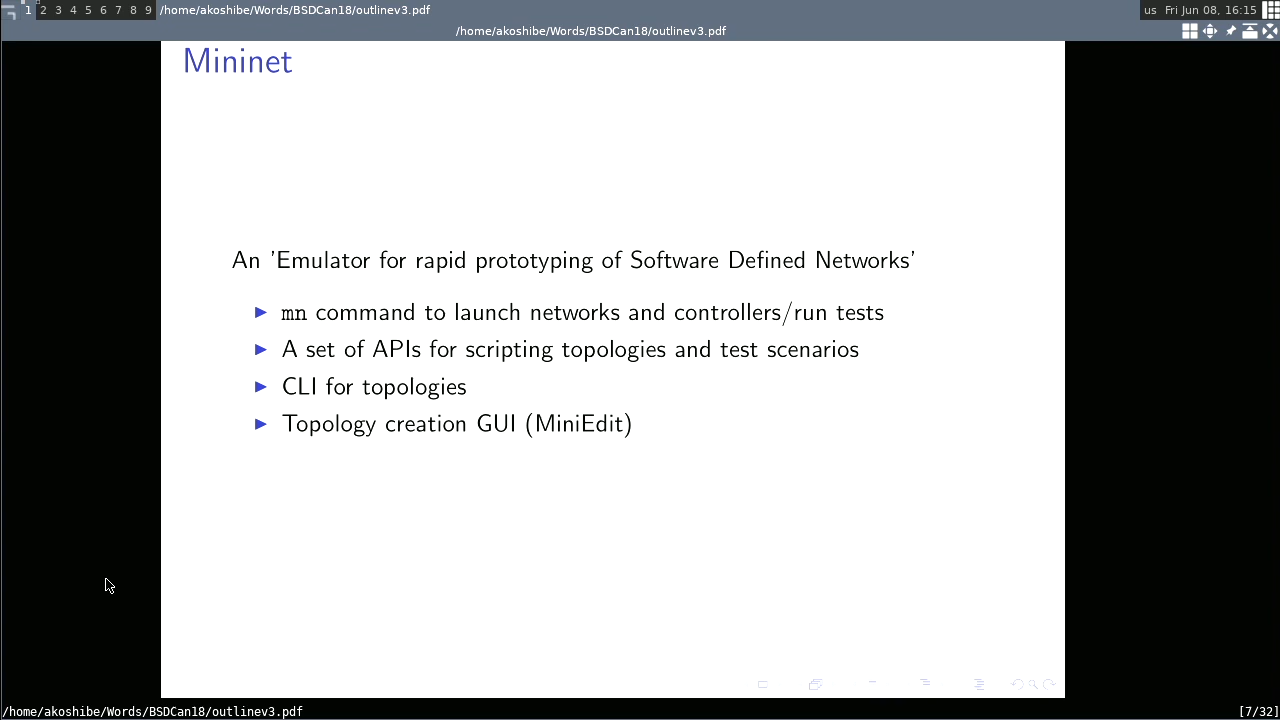 1 2 3 4 5 6 7 8 9 /home/akoshibe/Words/BSDCan18/outlinev3.pdf us Fri Jun 08, 16:15
/home/akoshibe/Words/BSDCan18/outlinev3.pdf
Mininet
An 'Emulator for rapid prototyping of Software Defined Networks'
mn command to launch networks and controllers/run tests
A set of APIs for scripting topologies and test scenarios
CLI for topologies
Topology creation GUI (MiniEdit)
/home/akoshibe/Words/BSDCan18/outlinev3.pdf [7/32]